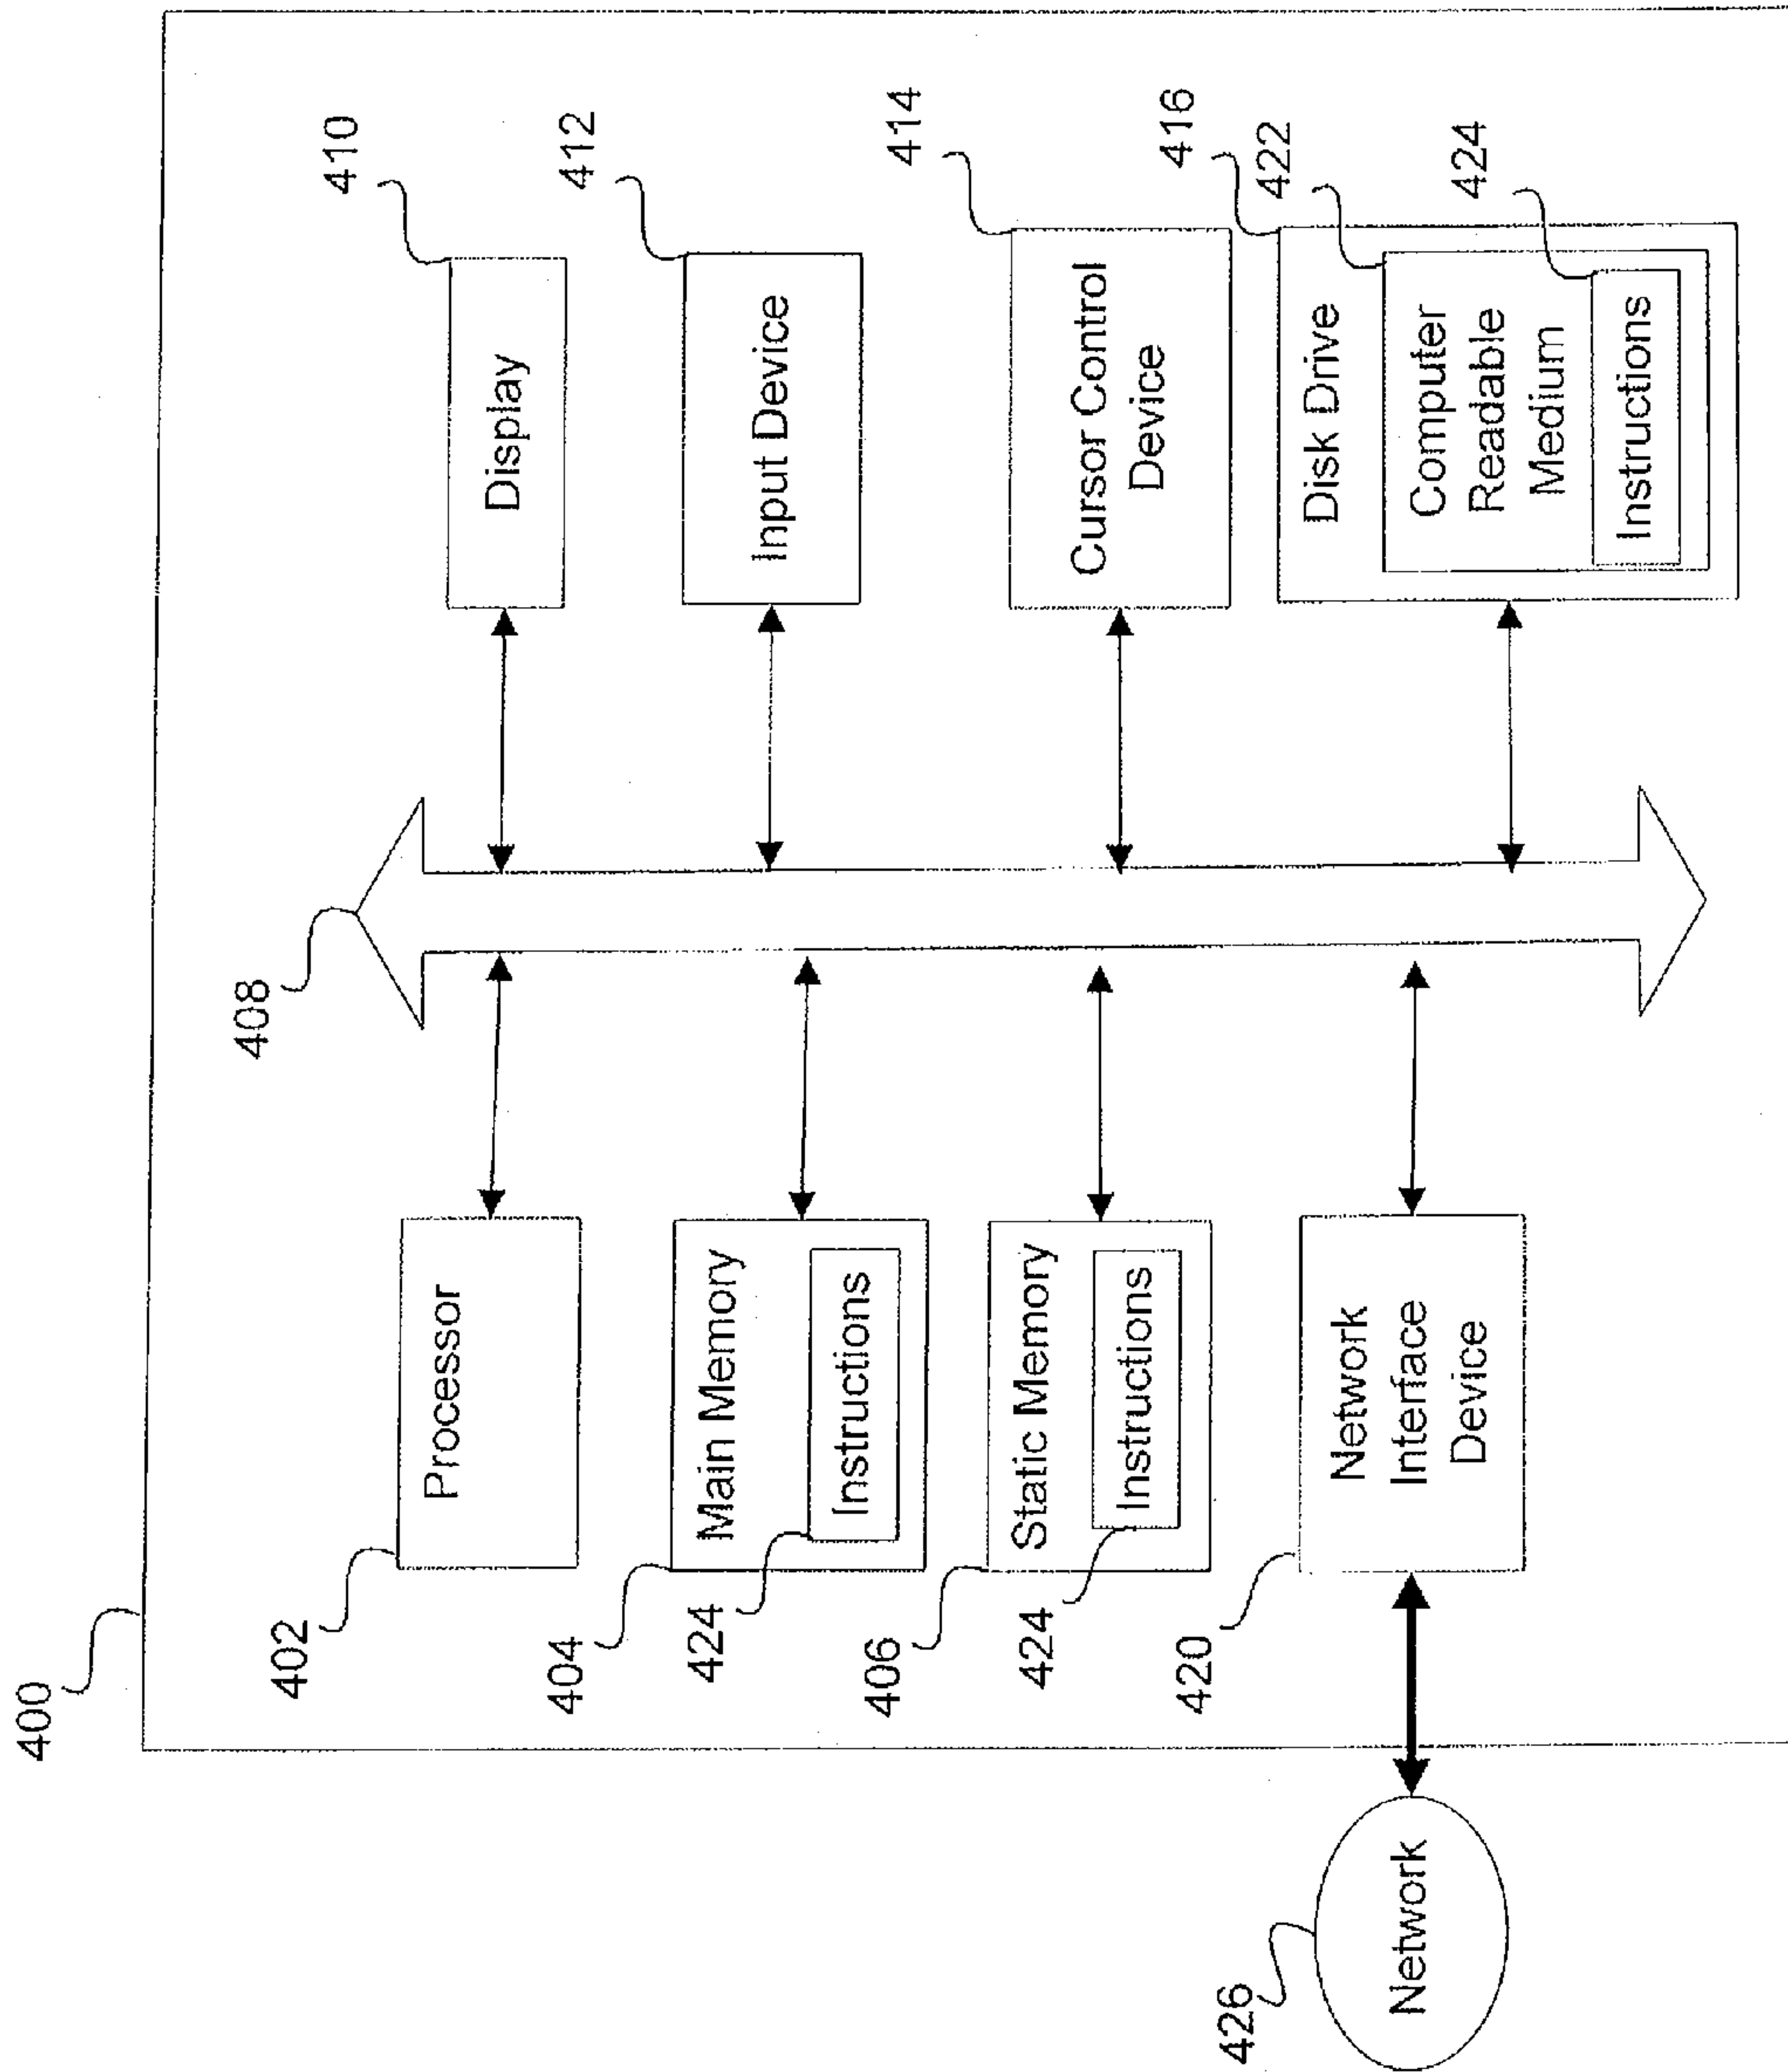 400
408
402
Processor
404
Main Memory
424
Instructions
406
Static Memory
424
Instructions
420
Network
Interface
Device
426
Network
410
Display
412
Input Device
414
Cursor Control
Device
416
Disk Drive
422
Computer
Readable
Medium
424
Instructions